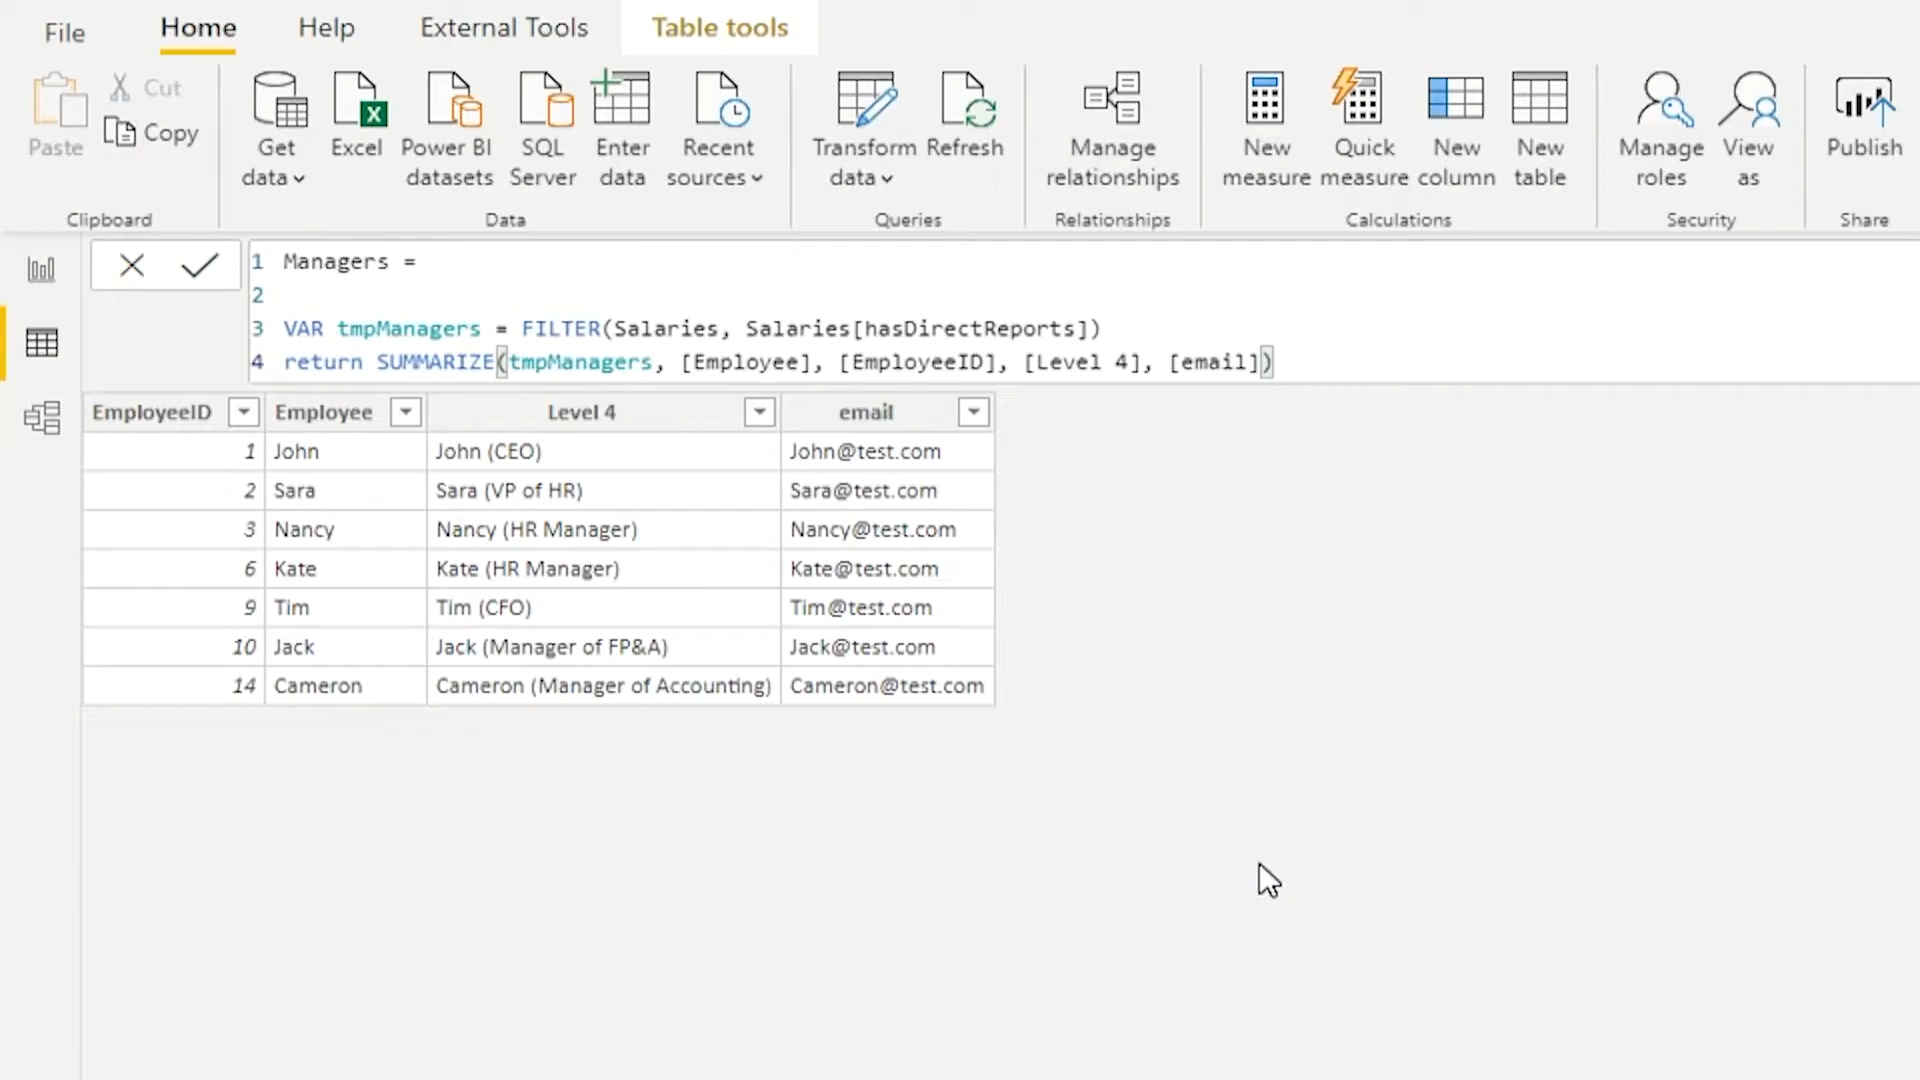 File Home Help External Tools Table tools
Paste Cut Copy
Get data Excel Power BI datasets SQL Server Enter data Recent sources Transform data Refresh Manage relationships New measure Quick measure New column New table Manage roles View as Publish
Clipboard Data Queries Relationships Calculations Security Share
1 Managers =
2
3 VAR tmpManagers = FILTER(Salaries, Salaries[hasDirectReports])
4 return SUMMARIZE(tmpManagers, [Employee], [EmployeeID], [Level 4], [email])
EmployeeID Employee Level 4 email
1 John John (CEO) John@test.com
2 Sara Sara (VP of HR) Sara@test.com
3 Nancy Nancy (HR Manager) Nancy@test.com
6 Kate Kate (HR Manager) Kate@test.com
9 Tim Tim (CFO) Tim@test.com
10 Jack Jack (Manager of FP&A) Jack@test.com
14 Cameron Cameron (Manager of Accounting) Cameron@test.com